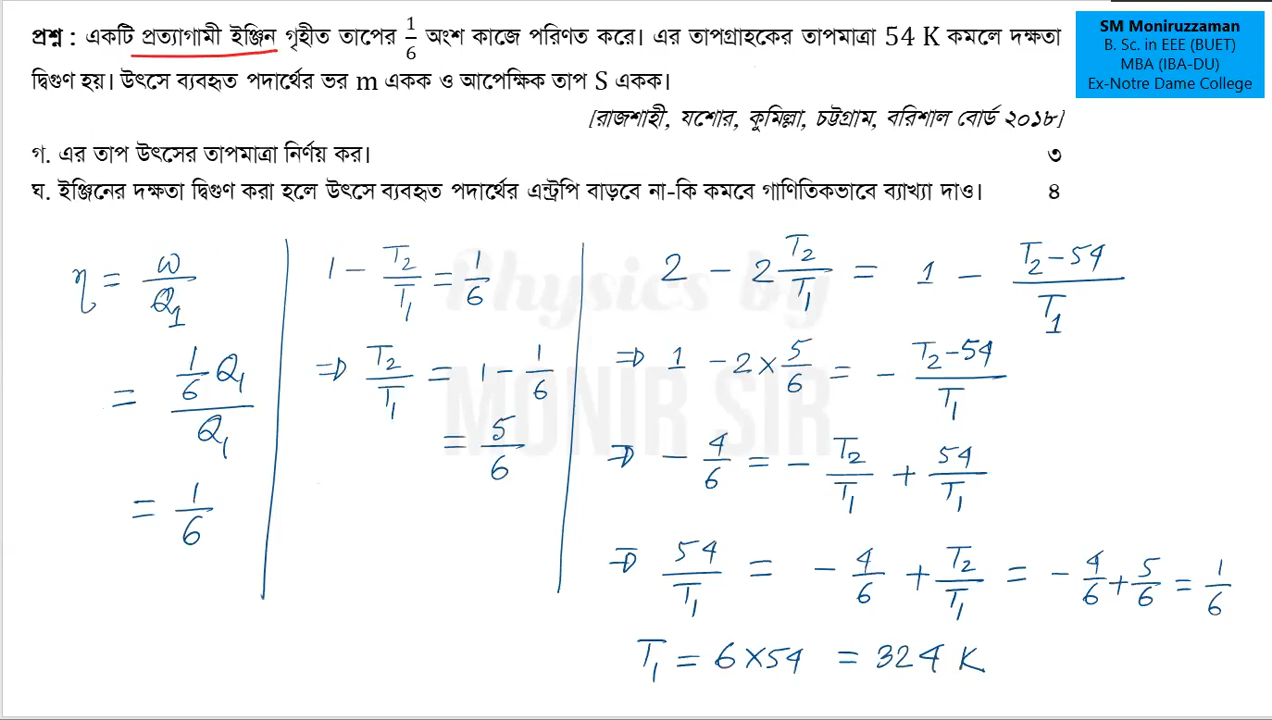 প্রশ্ন : একটি প্রত্যাগামী ইঞ্জিন গৃহীত তাপের 1/6 অংশ কাজে পরিণত করে। এর তাপগ্রাহকের তাপমাত্রা 54 K কমলে দক্ষতা
দ্বিগুণ হয়। উৎসে ব্যবহৃত পদার্থের ভর m একক ও আপেক্ষিক তাপ S একক।
[রাজশাহী, যশোর, কুমিল্লা, চট্টগ্রাম, বরিশাল বোর্ড ২০১৮]
গ. এর তাপ উৎসের তাপমাত্রা নির্ণয় কর। ৩
ঘ. ইঞ্জিনের দক্ষতা দ্বিগুণ করা হলে উৎসে ব্যবহৃত পদার্থের এন্ট্রপি বাড়বে না-কি কমবে গাণিতিকভাবে ব্যাখ্যা দাও। ৪
SM Moniruzzaman
B. Sc. in EEE (BUET)
MBA (IBA-DU)
Ex-Notre Dame College
η = ω/Q₁
= (1/6 Q₁)/Q₁
= 1/6
1 − T₂/T₁ = 1/6
⇒ T₂/T₁ = 1 − 1/6
= 5/6
2 − 2 T₂/T₁ = 1 − (T₂−54)/T₁
⇒ 1 − 2 × 5/6 = − (T₂−54)/T₁
⇒ − 4/6 = − T₂/T₁ + 54/T₁
⇒ 54/T₁ = − 4/6 + T₂/T₁ = − 4/6 + 5/6 = 1/6
T₁ = 6 × 54 = 324 K
Physics by
MONIR SIR